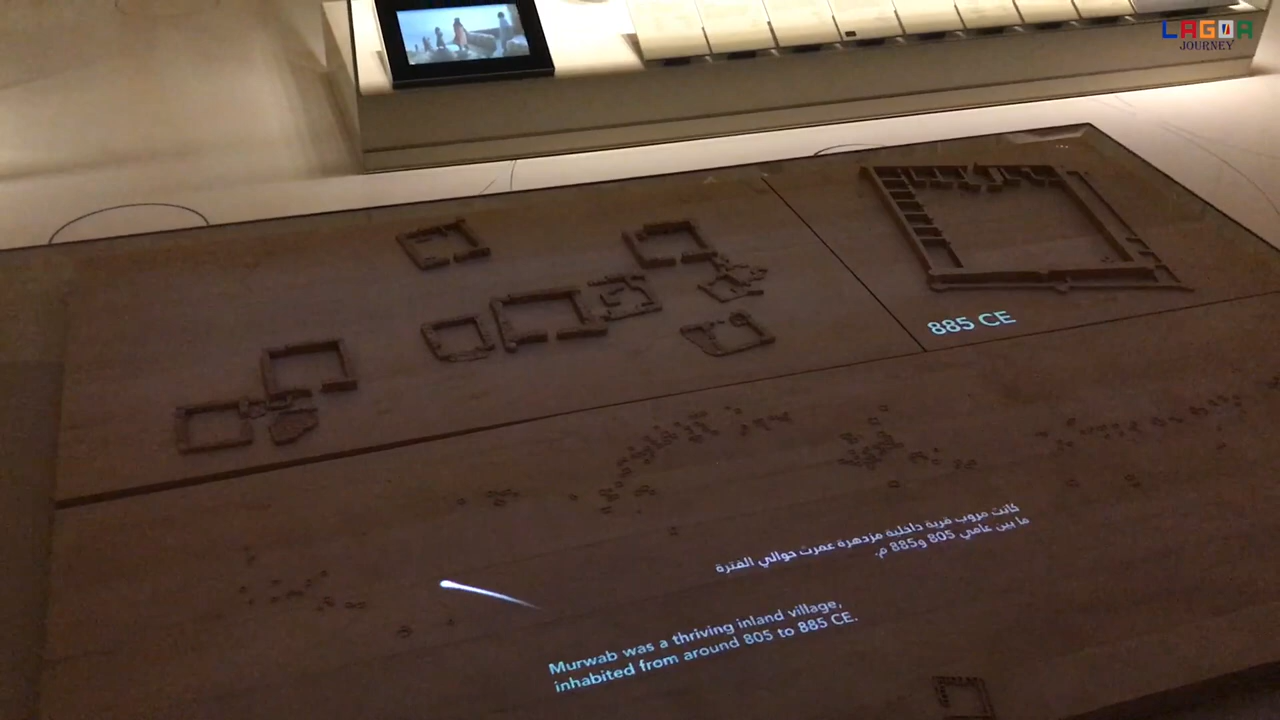 LAGOA
JOURNEY
885 CE
كانت مروب قرية داخلية مزدهرة عمرت حوالي الفترة
ما بين عامي 805 و885 م.
Murwab was a thriving inland village,
inhabited from around 805 to 885 CE.